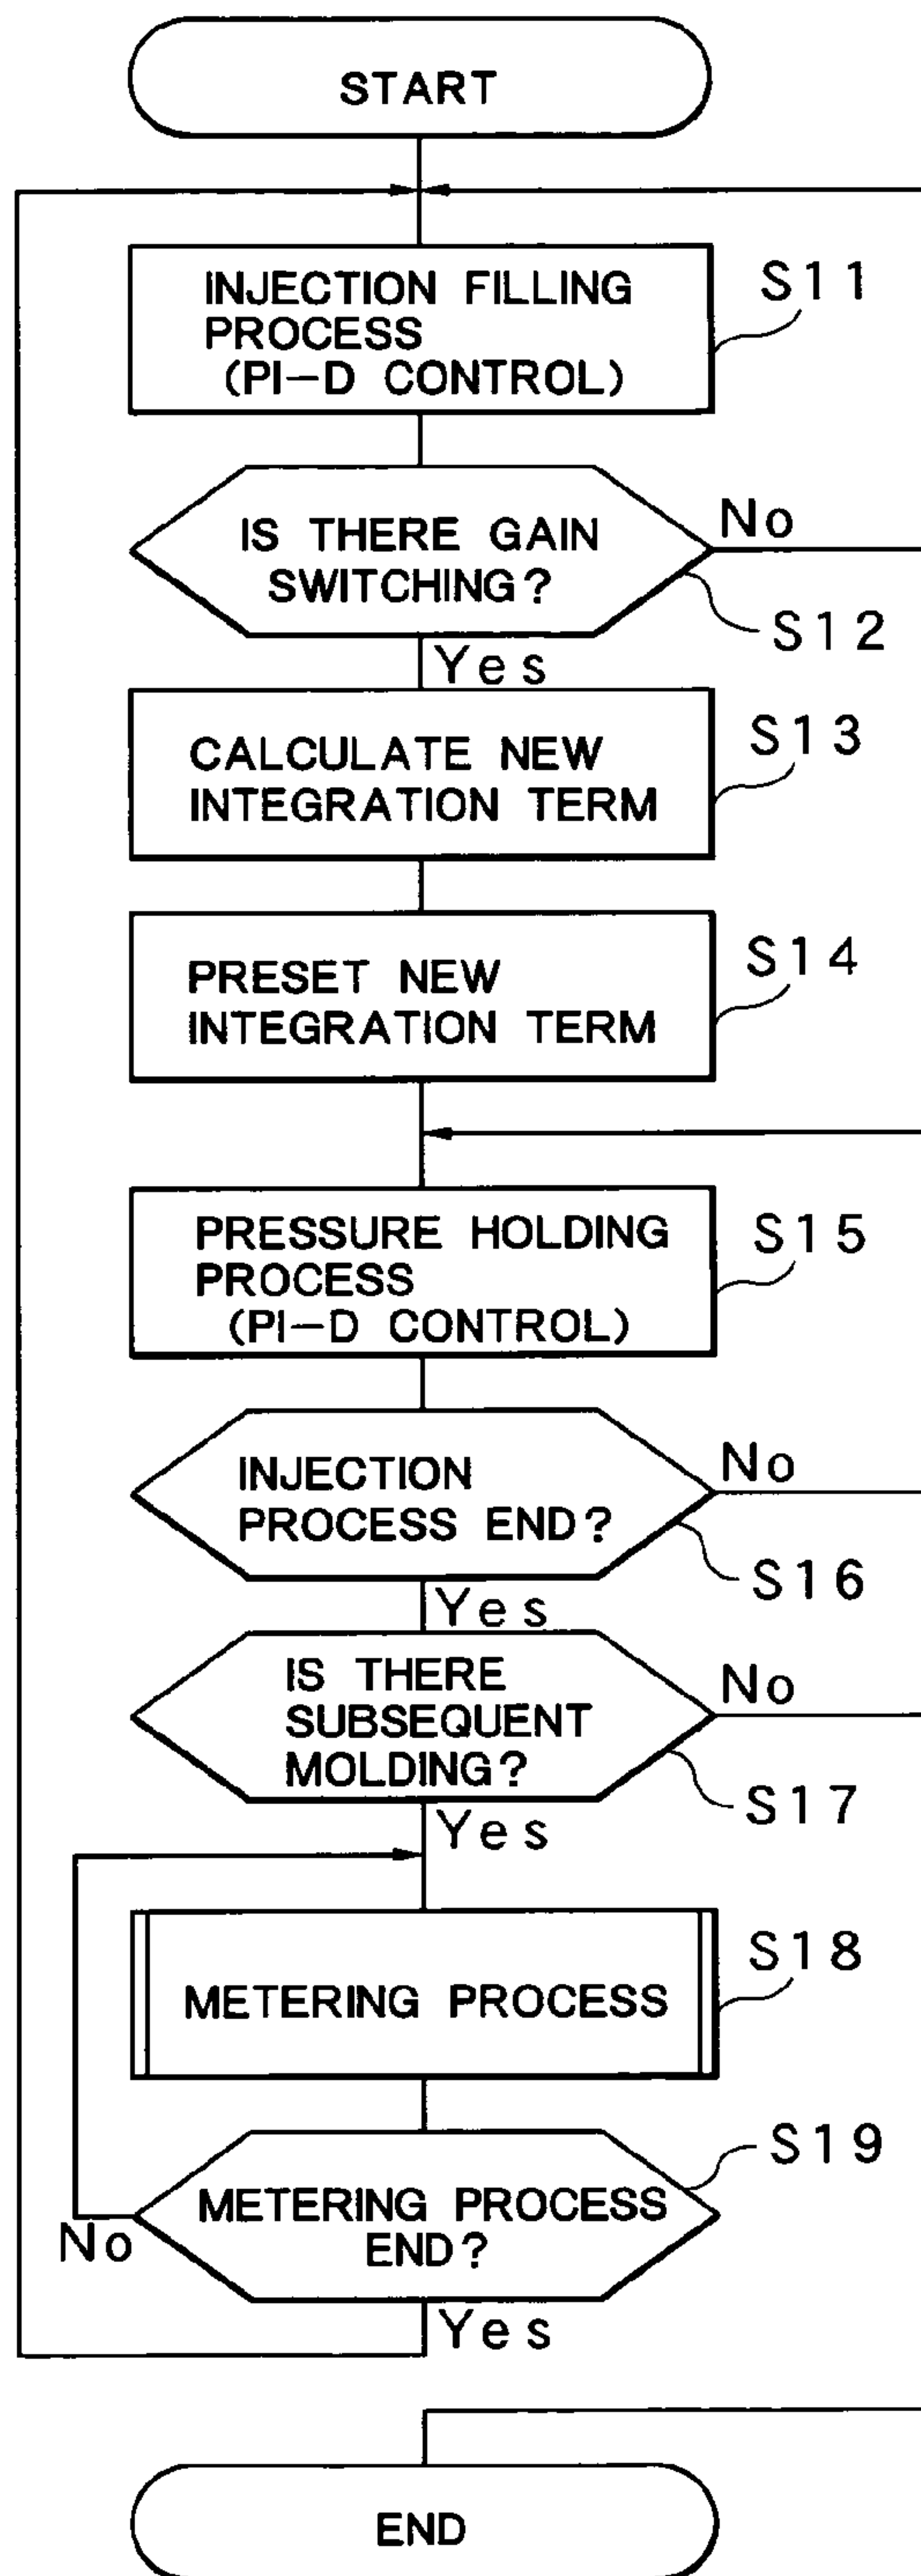 START
INJECTION FILLING
PROCESS
(PI-D CONTROL)
S11
IS THERE GAIN
SWITCHING?
No
S12
Yes
CALCULATE NEW
INTEGRATION TERM
S13
PRESET NEW
INTEGRATION TERM
S14
PRESSURE HOLDING
PROCESS
(PI-D CONTROL)
S15
INJECTION
PROCESS END?
No
S16
Yes
IS THERE
SUBSEQUENT
MOLDING?
No
S17
Yes
METERING PROCESS
S18
METERING PROCESS
END?
S19
No
Yes
END